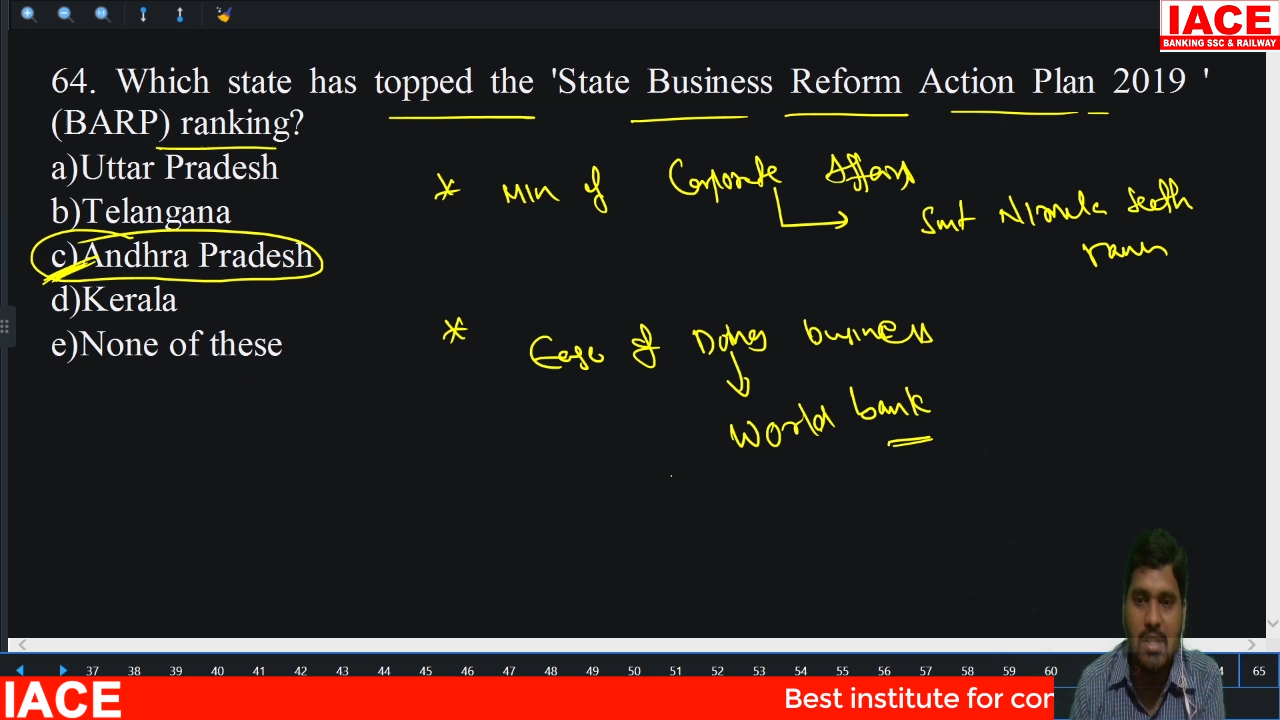 IACE
BANKING SSC & RAILWAY
64. Which state has topped the 'State Business Reform Action Plan 2019 '
(BARP) ranking?
a)Uttar Pradesh
b)Telangana
c)Andhra Pradesh
d)Kerala
e)None of these
* Min of Corporate Affairs
Smt Nirmala Seeth
raman
* Ease of Doing business
World bank
37 38 39 40 41 42 43 44 45 46 47 48 49 50 51 52 53 54 55 56 57 58 59 60 65
IACE
Best institute for